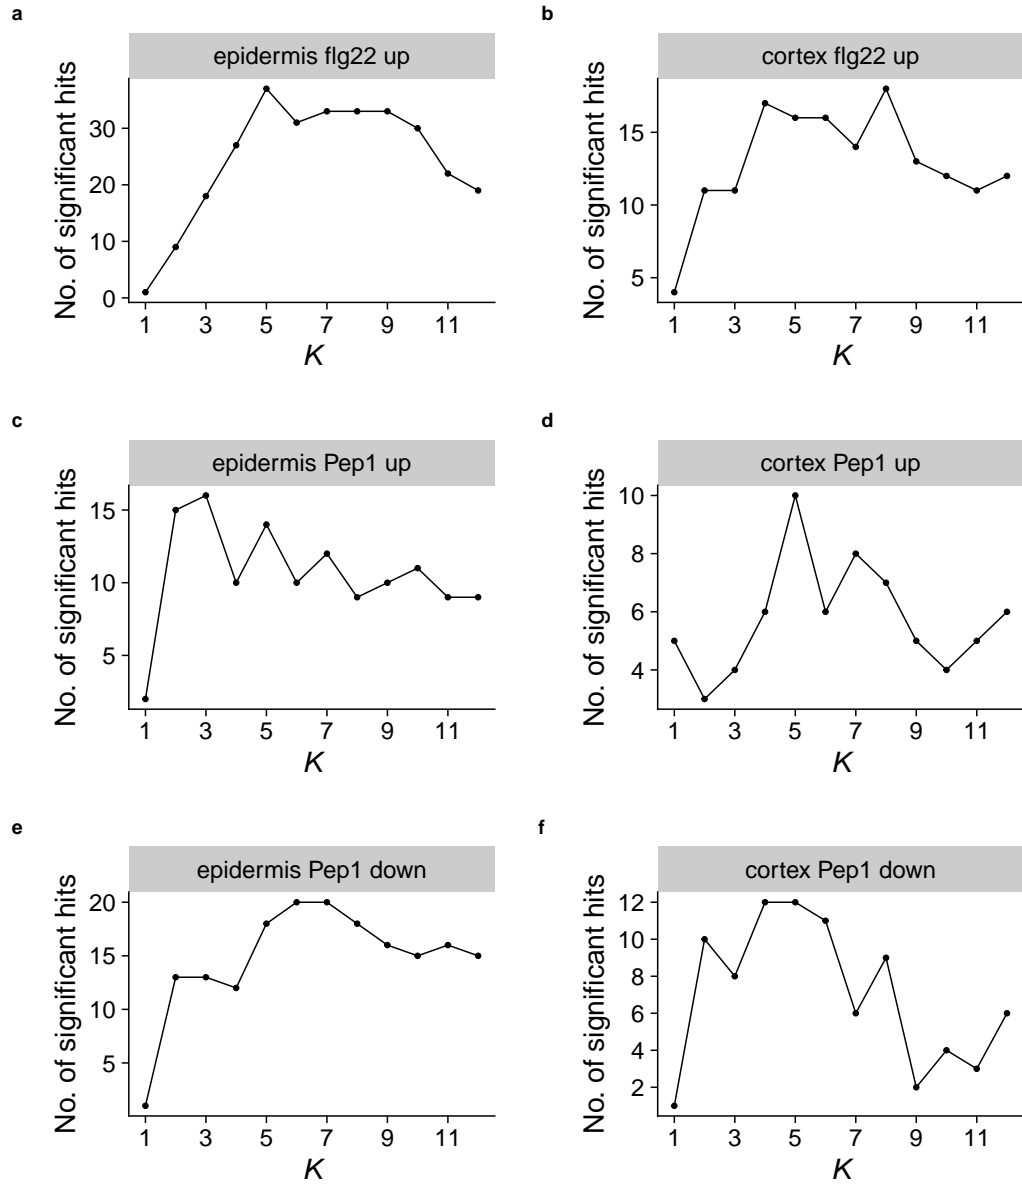 a
epidermis flg22 up
No. of significant hits
30
20
10
0
1 3 5 7 9 11
K
b
cortex flg22 up
No. of significant hits
15
10
5
1 3 5 7 9 11
K
c
epidermis Pep1 up
No. of significant hits
15
10
5
1 3 5 7 9 11
K
d
cortex Pep1 up
No. of significant hits
10
8
6
4
1 3 5 7 9 11
K
e
epidermis Pep1 down
No. of significant hits
20
15
10
5
1 3 5 7 9 11
K
f
cortex Pep1 down
No. of significant hits
12
10
8
6
4
2
1 3 5 7 9 11
K